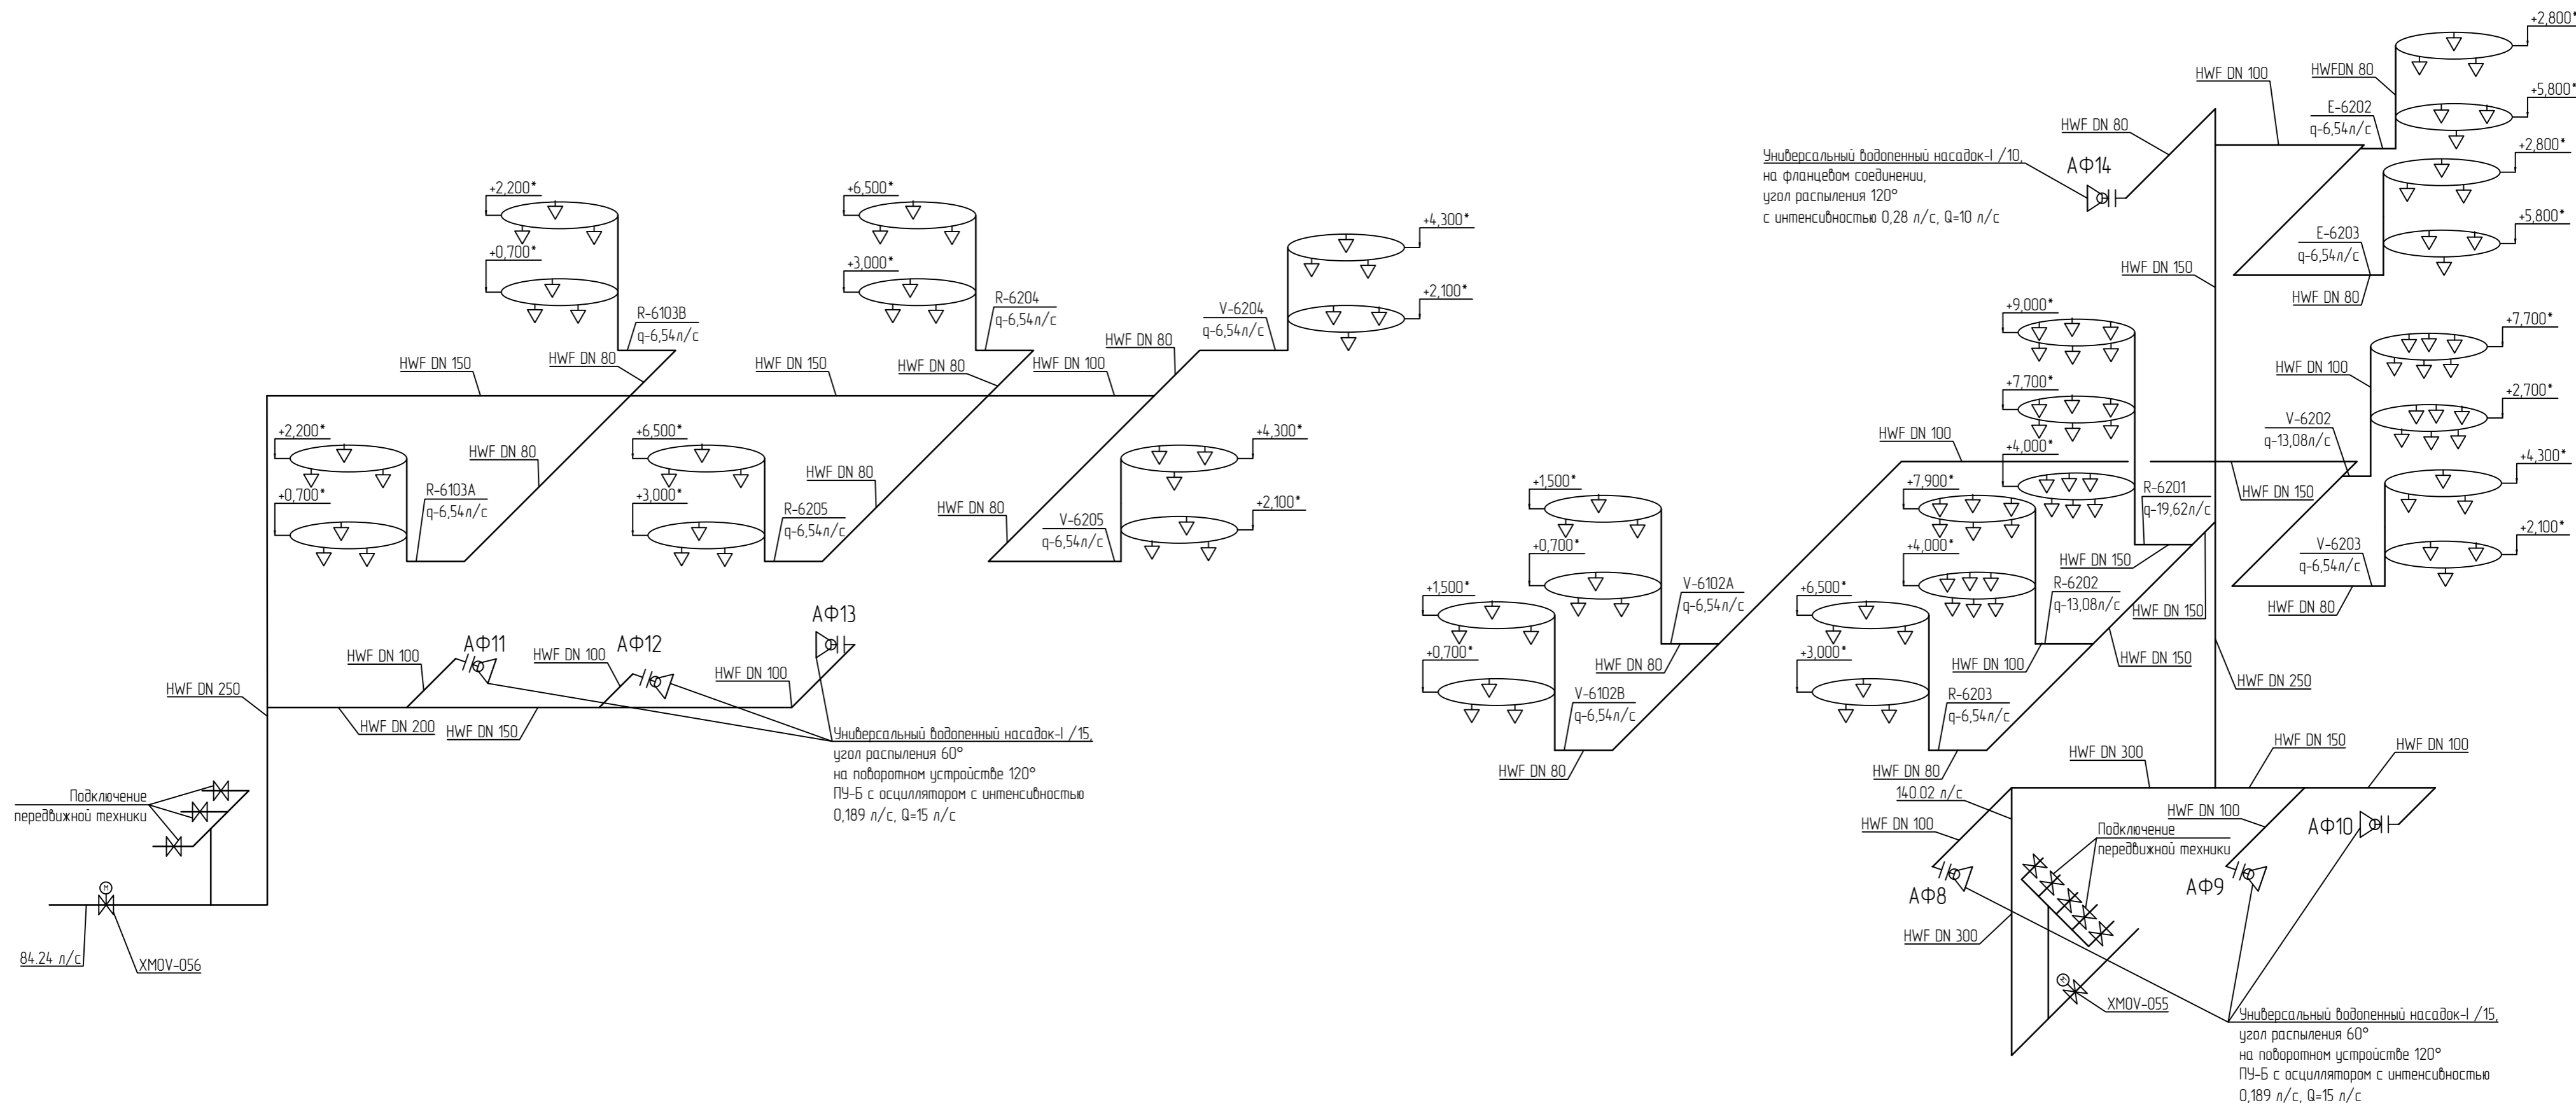 +2,200*
+0,700*
R-6103B
q-6,54л/с
HWF DN 80
HWF DN 150
+6,500*
+3,000*
R-6204
q-6,54л/с
HWF DN 150
HWF DN 80
HWF DN 100
HWF DN 80
V-6204
q-6,54л/с
+4,300*
+2,100*
+2,200*
+0,700*
HWF DN 80
R-6103A
q-6,54л/с
+6,500*
+3,000*
HWF DN 80
R-6205
q-6,54л/с
HWF DN 80
V-6205
q-6,54л/с
+4,300*
+2,100*
HWF DN 250
HWF DN 100
АФ11
HWF DN 100
АФ12
HWF DN 100
АФ13
HWF DN 200
HWF DN 150
Универсальный водопенный насадок-I /15,
угол распыления 60°
на поворотном устройстве 120°
ПУ-Б с осциллятором с интенсивностью
0,189 л/с, Q=15 л/с
Подключение
передвижной техники
84.24 л/с
XMOV-056
Универсальный водопенный насадок-I /10,
на фланцевом соединении,
угол распыления 120°
с интенсивностью 0,28 л/с, Q=10 л/с
АФ14
HWF DN 80
HWF DN 100
HWFDN 80
E-6202
q-6,54л/с
+2,800*
+5,800*
+2,800*
+5,800*
E-6203
q-6,54л/с
HWF DN 80
HWF DN 150
+9,000*
+7,700*
+4,000*
R-6201
q-19,62л/с
HWF DN 150
HWF DN 100
+7,700*
+2,700*
V-6202
q-13,08л/с
HWF DN 150
+4,300*
+2,100*
V-6203
q-6,54л/с
HWF DN 80
HWF DN 100
+1,500*
+0,700*
V-6102A
q-6,54л/с
HWF DN 80
+1,500*
+0,700*
V-6102B
q-6,54л/с
HWF DN 80
+7,900*
+4,000*
R-6202
q-13,08л/с
HWF DN 150
HWF DN 100
HWF DN 150
+6,500*
+3,000*
R-6203
q-6,54л/с
HWF DN 80
HWF DN 250
HWF DN 300
HWF DN 150
HWF DN 100
140.02 л/с
HWF DN 100
АФ8
HWF DN 300
Подключение
передвижной техники
HWF DN 100
АФ9
АФ10
XMOV-055
Универсальный водопенный насадок-I /15,
угол распыления 60°
на поворотном устройстве 120°
ПУ-Б с осциллятором с интенсивностью
0,189 л/с, Q=15 л/с
M
M